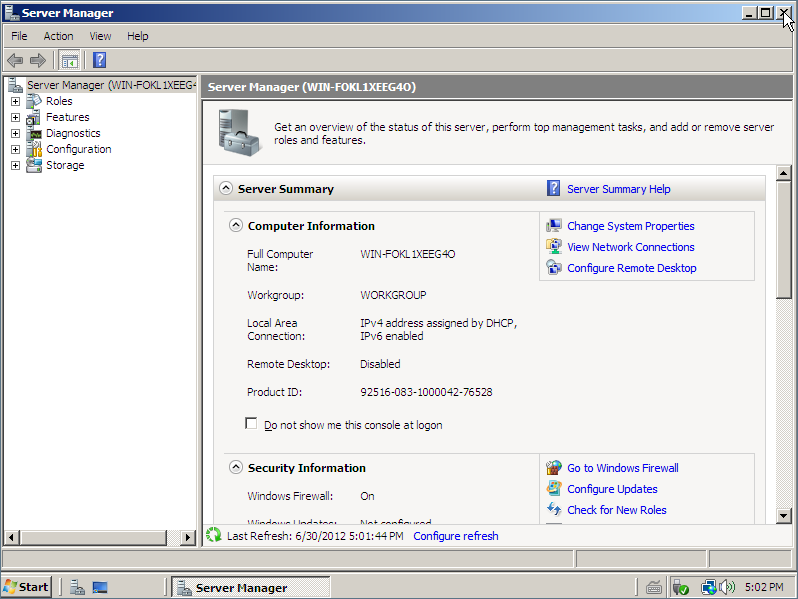 Server Manager
File Action View Help
Server Manager (WIN-FOKL1XEEG4
Roles
Features
Diagnostics
Configuration
Storage
Server Manager (WIN-FOKL1XEEG4O)
Get an overview of the status of this server, perform top management tasks, and add or remove server
roles and features.
Server Summary
Server Summary Help
Computer Information
Full Computer
Name:
WIN-FOKL1XEEG4O
Workgroup:
WORKGROUP
Local Area
Connection:
IPv4 address assigned by DHCP,
IPv6 enabled
Remote Desktop:
Disabled
Product ID:
92516-083-1000042-76528
Do not show me this console at logon
Change System Properties
View Network Connections
Configure Remote Desktop
Security Information
Windows Firewall:
On
Windows Updates:
Not configured
Go to Windows Firewall
Configure Updates
Check for New Roles
Last Refresh: 6/30/2012 5:01:44 PM Configure refresh
Start
Server Manager
5:02 PM